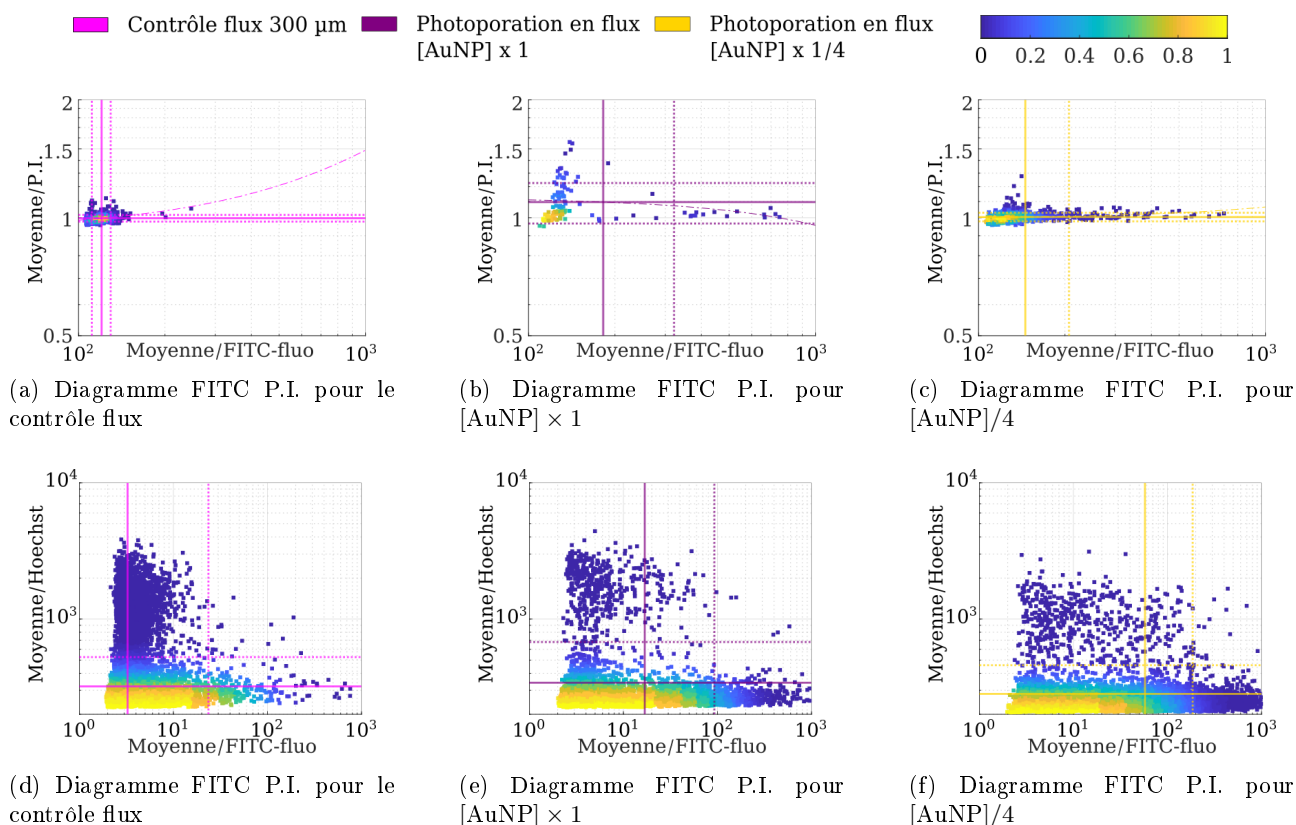 Contrôle flux 300 µm
Photoporation en flux
[AuNP] x 1
Photoporation en flux
[AuNP] x 1/4
0 0.2 0.4 0.6 0.8 1
Moyenne/P.I.
2
1.5
1
0.5
10² 10³
Moyenne/FITC-fluo
Moyenne/P.I.
2
1.5
1
0.5
10² 10³
Moyenne/FITC-fluo
Moyenne/P.I.
2
1.5
1
0.5
10² 10³
Moyenne/FITC-fluo
(a) Diagramme FITC P.I. pour le
contrôle flux
(b) Diagramme FITC P.I. pour
[AuNP] × 1
(c) Diagramme FITC P.I. pour
[AuNP]/4
Moyenne/Hoechst
10⁴
10³
10⁰ 10¹ 10² 10³
Moyenne/FITC-fluo
Moyenne/Hoechst
10⁴
10³
10⁰ 10¹ 10² 10³
Moyenne/FITC-fluo
Moyenne/Hoechst
10⁴
10³
10⁰ 10¹ 10² 10³
Moyenne/FITC-fluo
(d) Diagramme FITC P.I. pour le
contrôle flux
(e) Diagramme FITC P.I. pour
[AuNP] × 1
(f) Diagramme FITC P.I. pour
[AuNP]/4